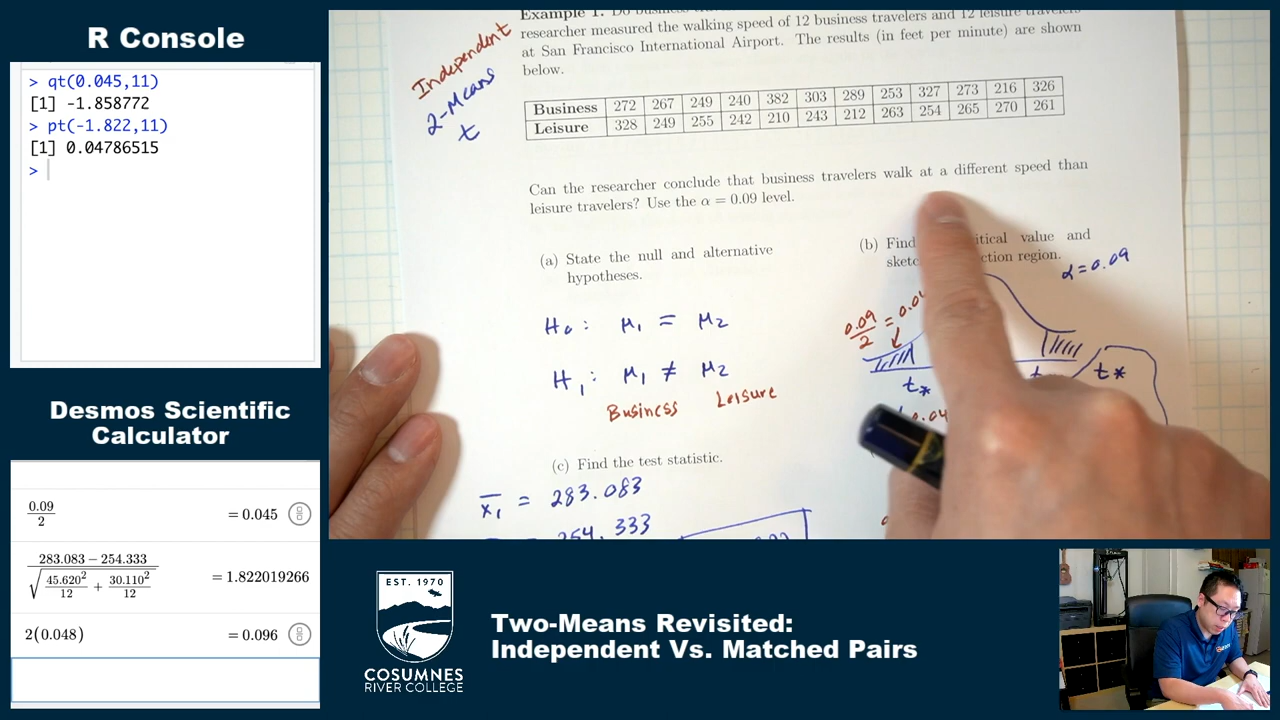 R Console
> qt(0.045,11)
[1] -1.858772
> pt(-1.822,11)
[1] 0.04786515
>
Desmos Scientific
Calculator
0.09
2
= 0.045
283.083 − 254.333
√ 45.620² / 12 + 30.110² / 12
= 1.822019266
2(0.048)
= 0.096
Independent
2-Means
t
Example 1. Do business
researcher measured the walking speed of 12 business travelers and 12 leisure travelers
at San Francisco International Airport. The results (in feet per minute) are shown
below.
Business 272 267 249 240 382 303 289 253 327 273 216 326
Leisure 328 249 255 242 210 243 212 263 254 265 270 261
Can the researcher conclude that business travelers walk at a different speed than
leisure travelers? Use the α = 0.09 level.
(a) State the null and alternative
hypotheses.
H₀: μ₁ = μ₂
H₁: μ₁ ≠ μ₂
Business Leisure
(c) Find the test statistic.
x̄₁ = 283.083
254.333
(b) Find critical value and
region.
α = 0.09
0.09
2
t*
t*
EST. 1970
COSUMNES
RIVER COLLEGE
Two-Means Revisited:
Independent Vs. Matched Pairs